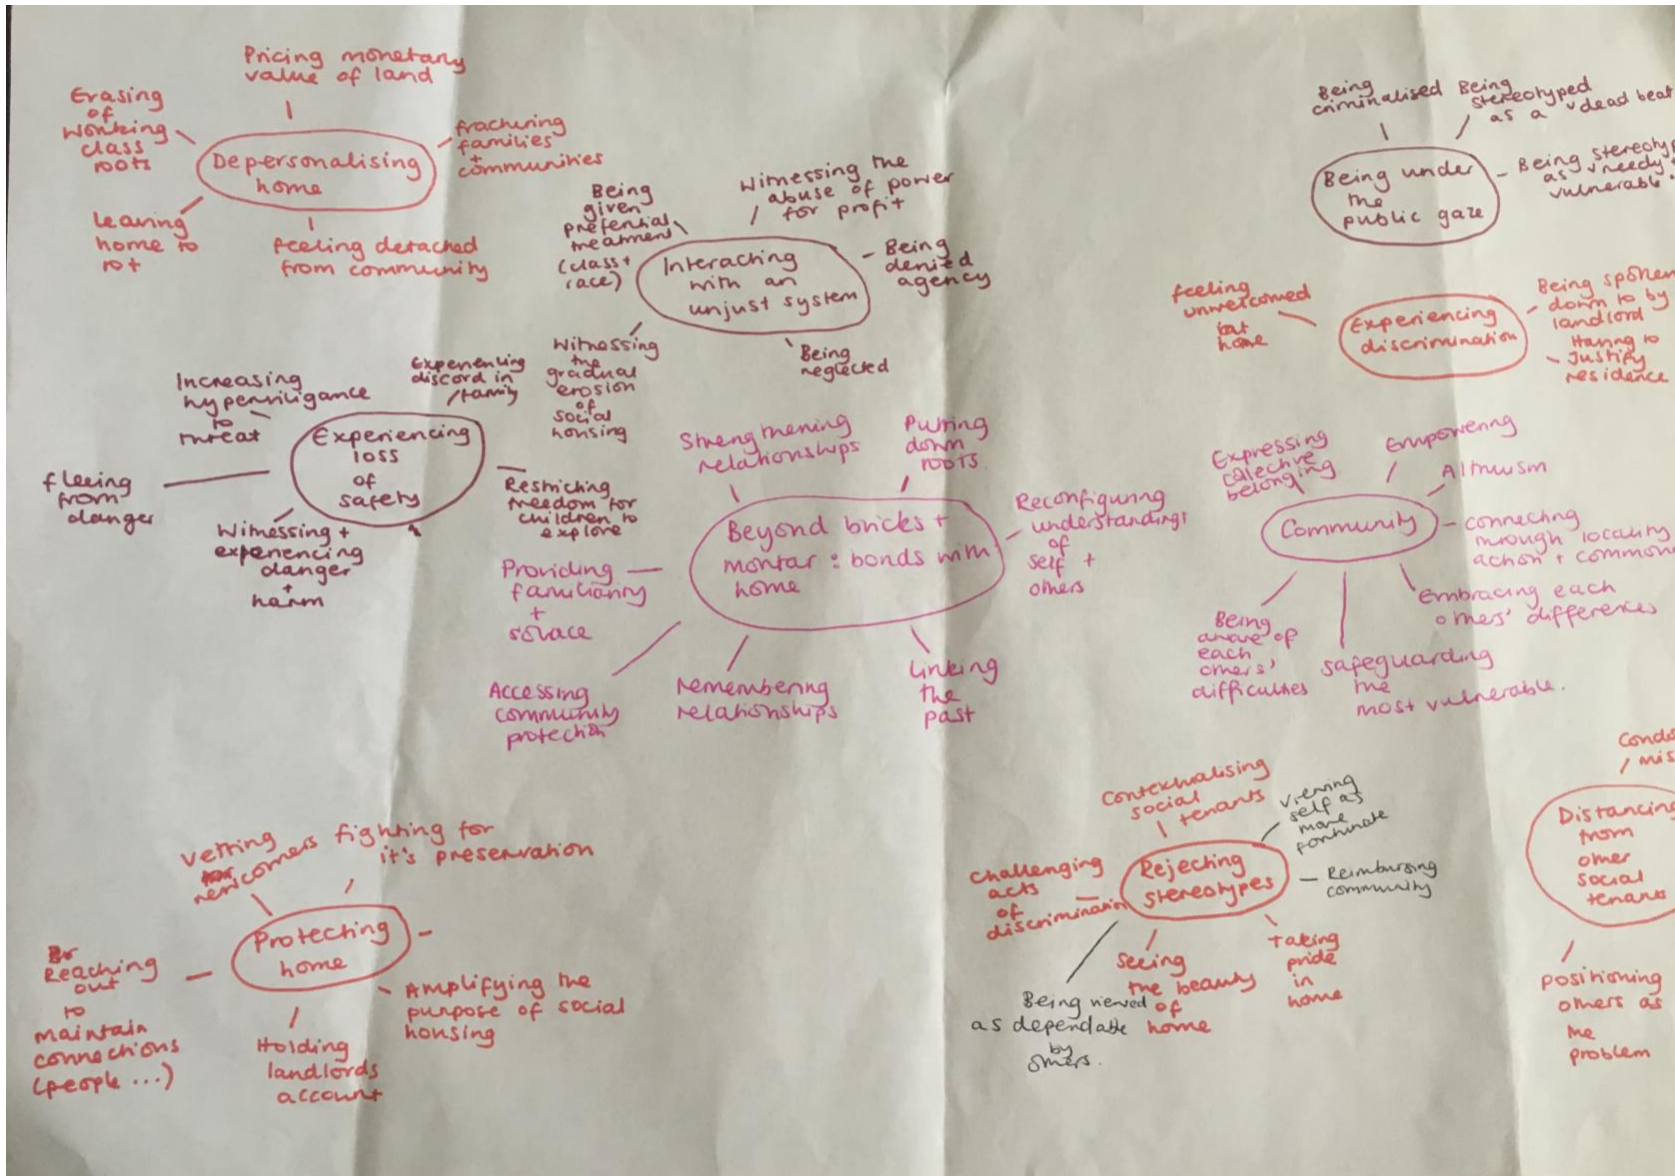 Pricing monetary
value of land
Erasing
of
working
class
roots
Depersonalising
home
fracturing
families
+
communities
leaving
home to
rot
feeling detached
from community
Being
given
prefential
treatment
(class +
race)
Witnessing the
abuse of power
for profit
Interaching
with an
unjust system
Being
denied
agency
Being
neglected
Witnessing
the
gradual
erosion
of
social
housing
Being
criminalised
Being
stereotyped
as a dead beat
Being under
the
public gaze
Being
as needy
vulnerable.
feeling
unwelcomed
at
home
Experiencing
discrimination
Being spoken
down to by
landlord
Having to
justify
residence
Increasing
hyperviligance
to
threat
Experiencing
discord in
family
Experiencing
loss
of
safety
fleeing
from
danger
Witnessing +
experiencing
danger
+
harm
Restricting
freedom for
children to
explore
Strengthening
relationships
Putting
down
roots
Beyond bricks +
montar : bonds with
home
Reconfiguring
understandings
of
self +
others
Providing
familiarity
+
solace
Accessing
community
protection
remembering
relationships
linking
the
past
Expressing
collective
belonging
Empowering
Altruism
Community
connecting
through locality
action + common
Embracing each
others' differences
Being
aware of
each
others'
difficulties
safeguarding
the
most vulnerable.
vetting
newcomers
fighting for
it's preservation
Protecting
home
Reaching
out
to
maintain
connections
(people ...)
Holding
landlords
account
Amplifying the
purpose of social
housing
Contextualising
social
tenants
viewing
self as
more
fortunate
Rejecting
stereotypes
Reimbursing
community
challenging
acts
of
discrimination
Being viewed
as dependable
by
others.
seeing
the beauty
of
home
taking
pride
in
home
Distancing
from
other
social
tenants
positioning
others as
the
problem